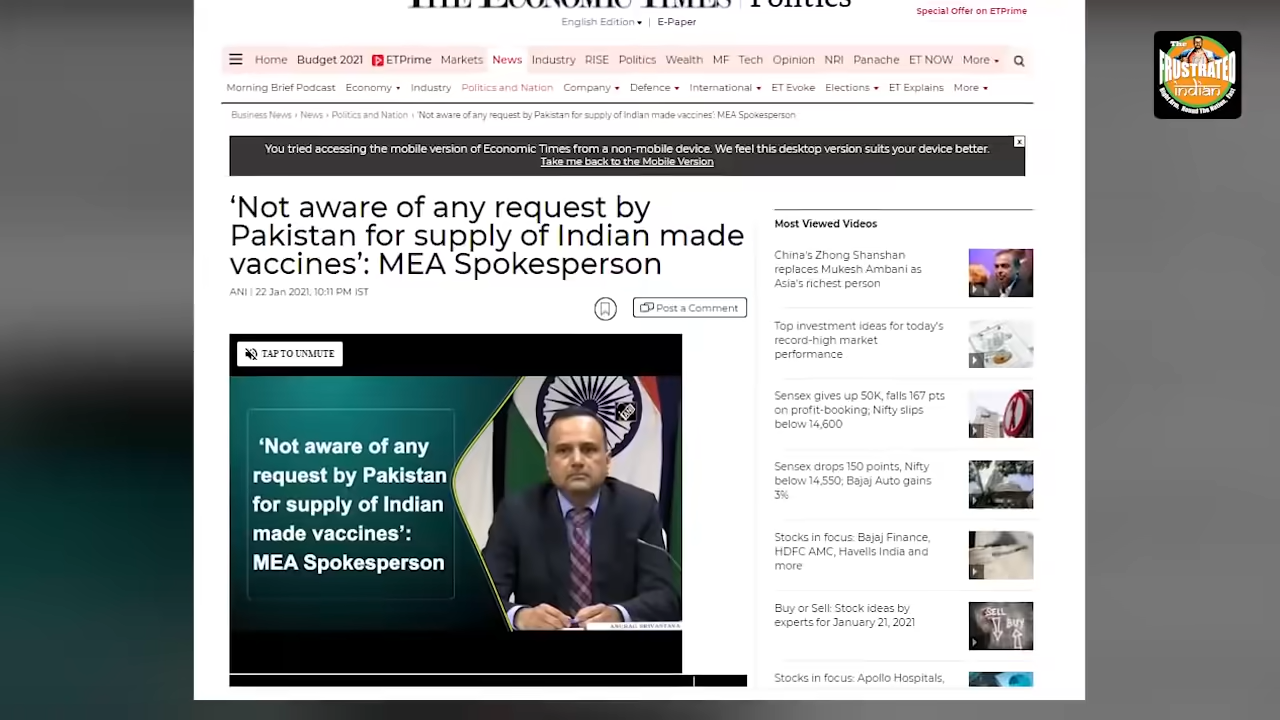 THE ECONOMIC TIMES | Politics
English Edition | E-Paper
Special Offer on ETPrime
The
FRUSTRATED
indian
Home Budget 2021 ETPrime Markets News Industry RISE Politics Wealth MF Tech Opinion NRI Panache ET NOW More
Morning Brief Podcast Economy Industry Politics and Nation Company Defence International ET Evoke Elections ET Explains More
Business News › News › Politics and Nation › 'Not aware of any request by Pakistan for supply of Indian made vaccines': MEA Spokesperson
You tried accessing the mobile version of Economic Times from a non-mobile device. We feel this desktop version suits your device better.
x
Take me back to the Mobile Version
‘Not aware of any request by
Pakistan for supply of Indian made
vaccines’: MEA Spokesperson
ANI | 22 Jan 2021, 10:11 PM IST
Post a Comment
TAP TO UNMUTE
‘Not aware of any
request by Pakistan
for supply of Indian
made vaccines’:
MEA Spokesperson
ANURAG SRIVASTAVA
Most Viewed Videos
China's Zhong Shanshan
replaces Mukesh Ambani as
Asia's richest person
Top investment ideas for today's
record-high market
performance
Sensex gives up 50K, falls 167 pts
on profit-booking; Nifty slips
below 14,600
Sensex drops 150 points, Nifty
below 14,550; Bajaj Auto gains
3%
Stocks in focus: Bajaj Finance,
HDFC AMC, Havells India and
more
Buy or Sell: Stock ideas by
experts for January 21, 2021
SELL
BUY
Stocks in focus: Apollo Hospitals,